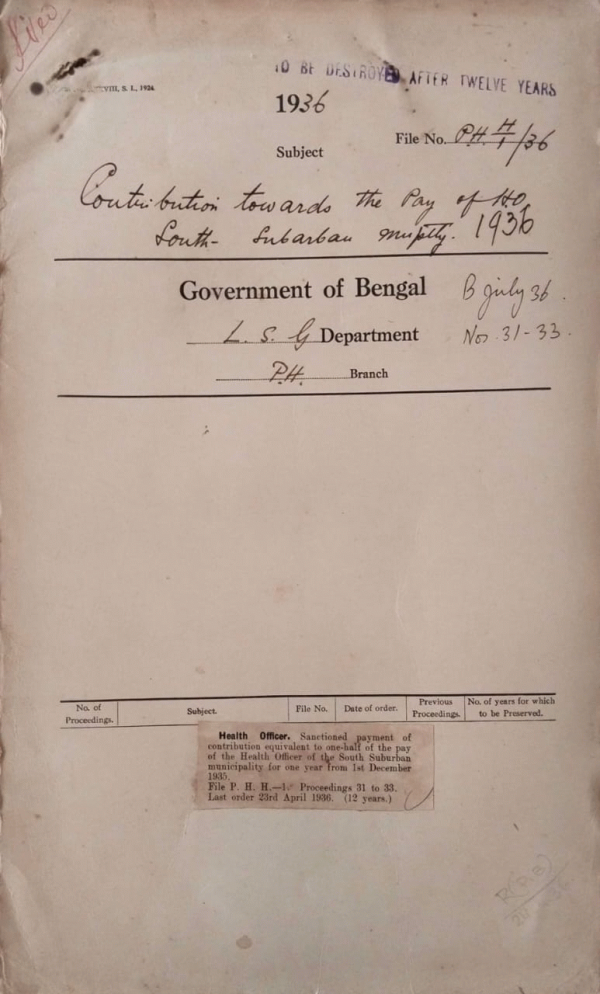 TO BE DESTROYED AFTER TWELVE YEARS
VIII, S. I., 1924.
1936
File No. P.H. H/1/36
Subject
Contribution towards the Pay of HO
South- Subarban muptty. 1936
Government of Bengal
B July 36.
L. S. G Department
Nos. 31-33.
P.H. Branch
No. of Proceedings.
Subject.
File No.
Date of order.
Previous Proceedings.
No. of years for which to be Preserved.
Health Officer. Sanctioned payment of
contribution equivalent to one-half of the pay
of the Health Officer of the South Suburban
municipality for one year from 1st December
1935.
File P. H. H.—1. Proceedings 31 to 33.
Last order 23rd April 1936. (12 years.)